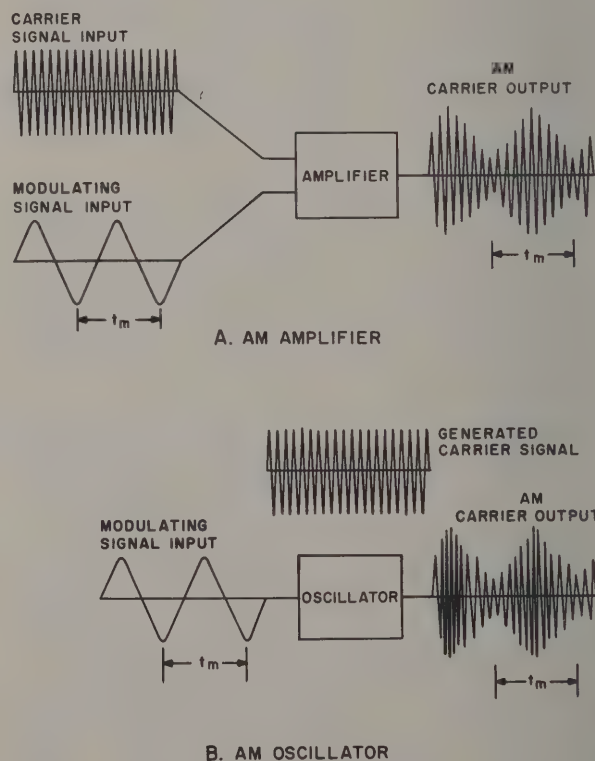 CARRIER
SIGNAL INPUT
AM
CARRIER OUTPUT
AMPLIFIER
MODULATING
SIGNAL INPUT
tm
tm
A. AM AMPLIFIER
GENERATED
CARRIER SIGNAL
MODULATING
SIGNAL INPUT
AM
CARRIER OUTPUT
OSCILLATOR
tm
tm
B. AM OSCILLATOR